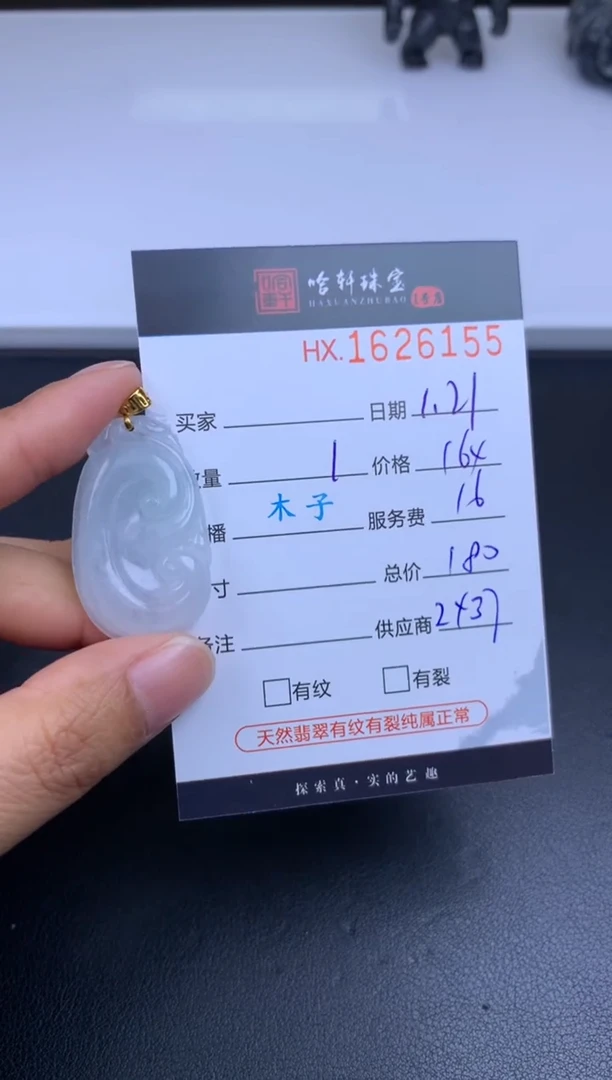 哈轩珠宝
HAXUANZHUBAO
HX.1626155
买家 日期 1.21
量 1 价格 164
播 木子 服务费 16
寸 总价 180
备注 供应商 2437
有纹 有裂
天然翡翠有纹有裂纯属正常
探索真·实的艺趣